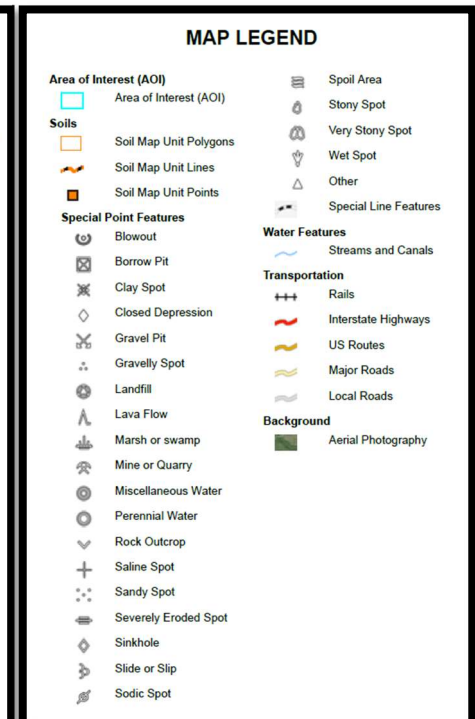 MAP LEGEND
Area of Interest (AOI)
Area of Interest (AOI)
Soils
Soil Map Unit Polygons
Soil Map Unit Lines
Soil Map Unit Points
Special Point Features
Blowout
Borrow Pit
Clay Spot
Closed Depression
Gravel Pit
Gravelly Spot
Landfill
Lava Flow
Marsh or swamp
Mine or Quarry
Miscellaneous Water
Perennial Water
Rock Outcrop
Saline Spot
Sandy Spot
Severely Eroded Spot
Sinkhole
Slide or Slip
Sodic Spot
Spoil Area
Stony Spot
Very Stony Spot
Wet Spot
Other
Special Line Features
Water Features
Streams and Canals
Transportation
Rails
Interstate Highways
US Routes
Major Roads
Local Roads
Background
Aerial Photography